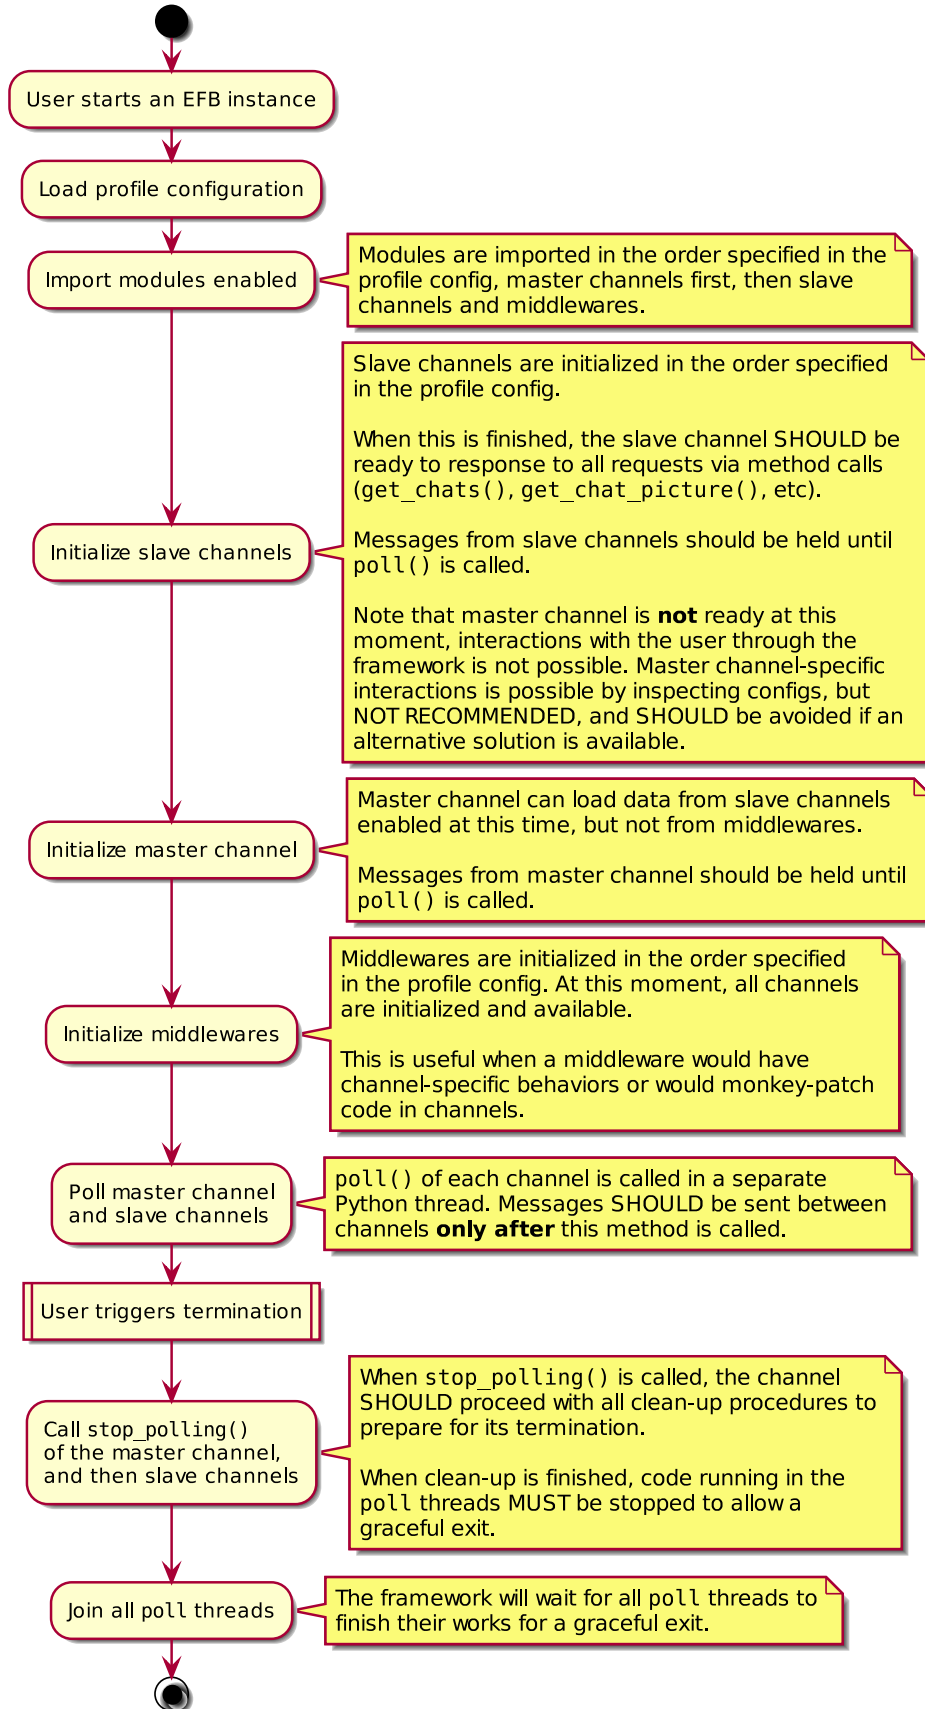 User starts an EFB instance
Load profile configuration
Import modules enabled
Modules are imported in the order specified in the
profile config, master channels first, then slave
channels and middlewares.
Initialize slave channels
Slave channels are initialized in the order specified
in the profile config.
When this is finished, the slave channel SHOULD be
ready to response to all requests via method calls
(get_chats(), get_chat_picture(), etc).
Messages from slave channels should be held until
poll() is called.
Note that master channel is not ready at this
moment, interactions with the user through the
framework is not possible. Master channel-specific
interactions is possible by inspecting configs, but
NOT RECOMMENDED, and SHOULD be avoided if an
alternative solution is available.
Initialize master channel
Master channel can load data from slave channels
enabled at this time, but not from middlewares.
Messages from master channel should be held until
poll() is called.
Initialize middlewares
Middlewares are initialized in the order specified
in the profile config. At this moment, all channels
are initialized and available.
This is useful when a middleware would have
channel-specific behaviors or would monkey-patch
code in channels.
Poll master channel
and slave channels
poll() of each channel is called in a separate
Python thread. Messages SHOULD be sent between
channels only after this method is called.
User triggers termination
Call stop_polling()
of the master channel,
and then slave channels
When stop_polling() is called, the channel
SHOULD proceed with all clean-up procedures to
prepare for its termination.
When clean-up is finished, code running in the
poll threads MUST be stopped to allow a
graceful exit.
Join all poll threads
The framework will wait for all poll threads to
finish their works for a graceful exit.